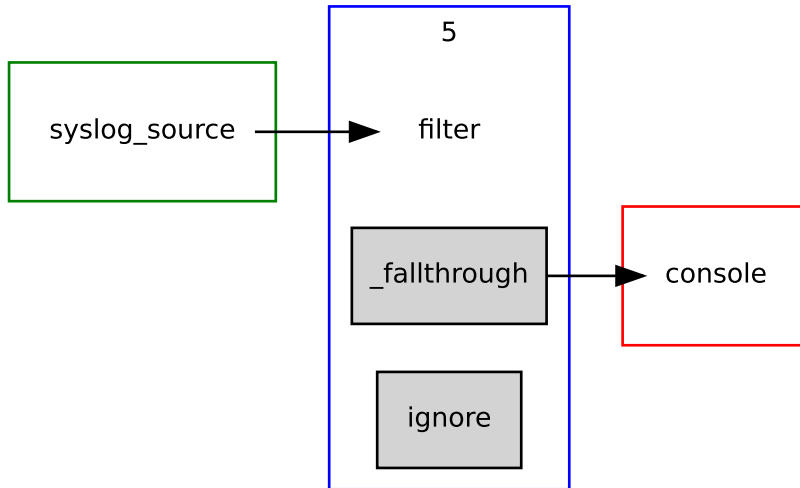 5
syslog_source
filter
_fallthrough
console
ignore